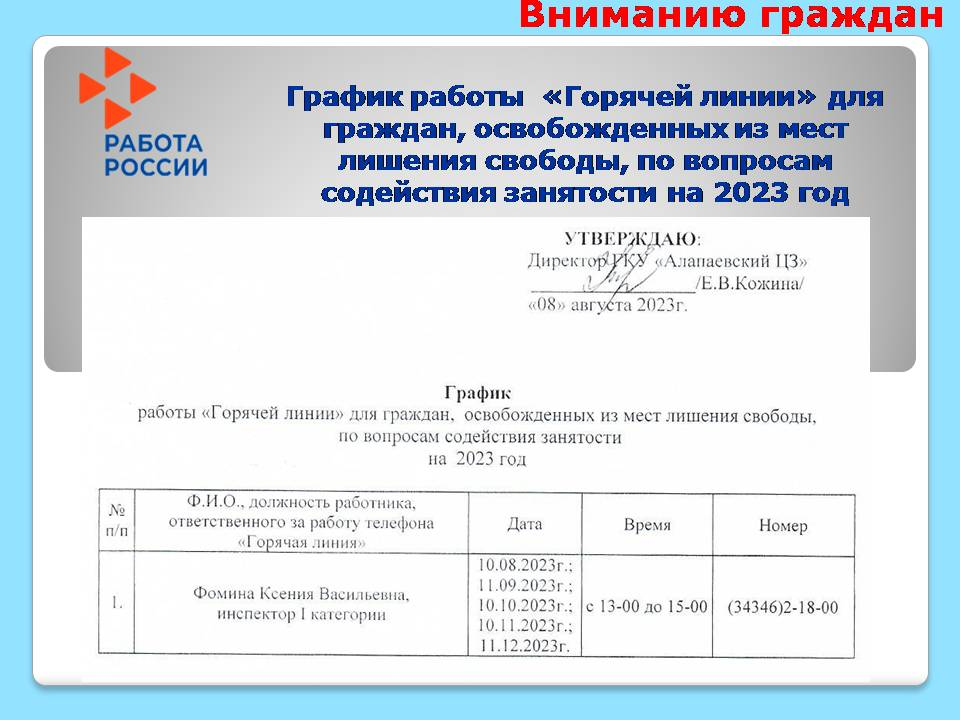 Вниманию граждан
РАБОТА
РОССИИ
График работы «Горячей линии» для
граждан, освобожденных из мест
лишения свободы, по вопросам
содействия занятости на 2023 год
УТВЕРЖДАЮ:
Директор ГКУ «Алапаевский ЦЗ»
/Е.В.Кожина/
«08» августа 2023г.
График
работы «Горячей линии» для граждан, освобожденных из мест лишения свободы,
по вопросам содействия занятости
на 2023 год
№
п/п
Ф.И.О., должность работника,
ответственного за работу телефона
«Горячая линия»
Дата
Время
Номер
1.
Фомина Ксения Васильевна,
инспектор I категории
10.08.2023г.;
11.09.2023г.;
10.10.2023г.;
10.11.2023г.;
11.12.2023г.
с 13-00 до 15-00
(34346)2-18-00